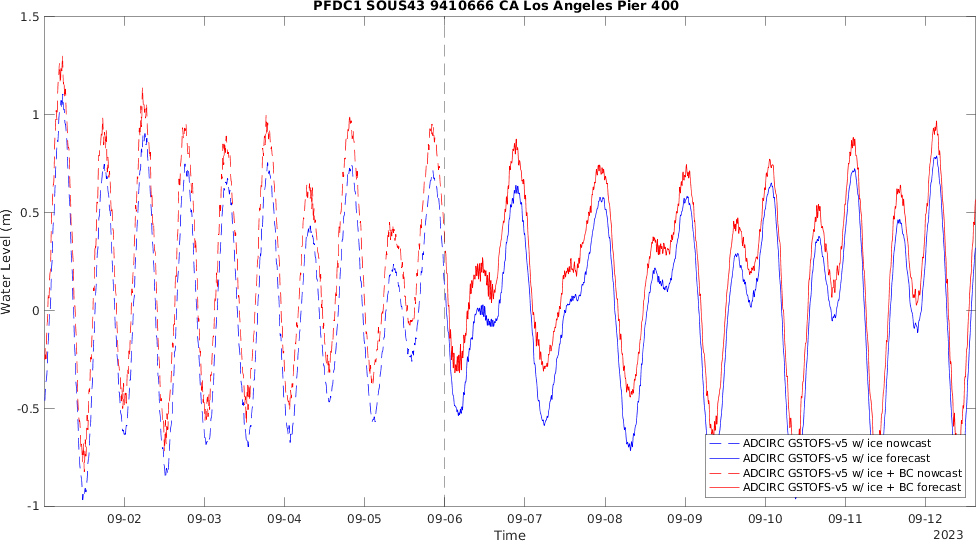 PFDC1 SOUS43 9410666 CA Los Angeles Pier 400
1.5
1
0.5
0
-0.5
-1
Water Level (m)
ADCIRC GSTOFS-v5 w/ ice nowcast
ADCIRC GSTOFS-v5 w/ ice forecast
ADCIRC GSTOFS-v5 w/ ice + BC nowcast
ADCIRC GSTOFS-v5 w/ ice + BC forecast
09-02 09-03 09-04 09-05 09-06 09-07 09-08 09-09 09-10 09-11 09-12
Time
2023